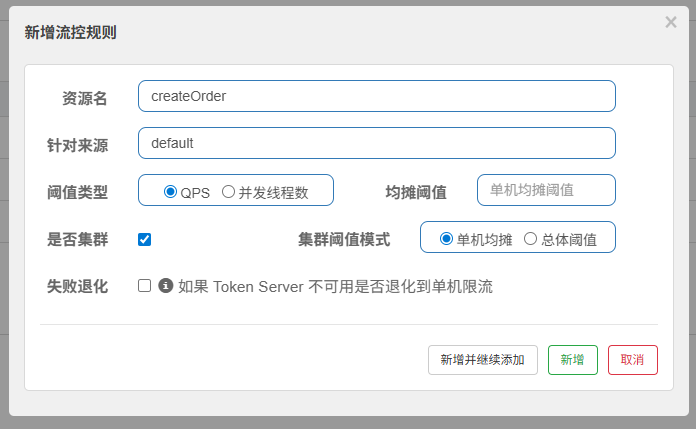 新增流控规则 ×
资源名 createOrder
针对来源 default
阈值类型 QPS 并发线程数 均摊阈值 单机均摊阈值
是否集群 集群阈值模式 单机均摊 总体阈值
失败退化 如果 Token Server 不可用是否退化到单机限流
新增并继续添加 新增 取消